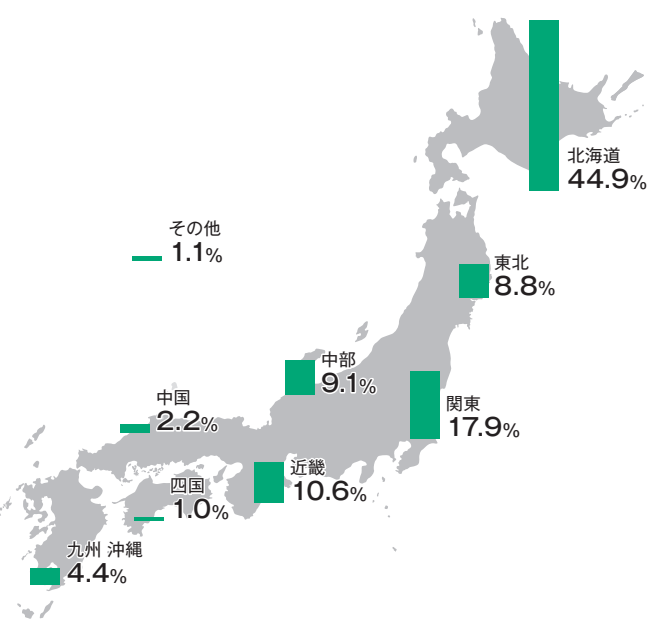 北海道
44.9%
その他
1.1%
東北
8.8%
中部
9.1%
中国
2.2%
関東
17.9%
近畿
10.6%
四国
1.0%
九州 沖縄
4.4%